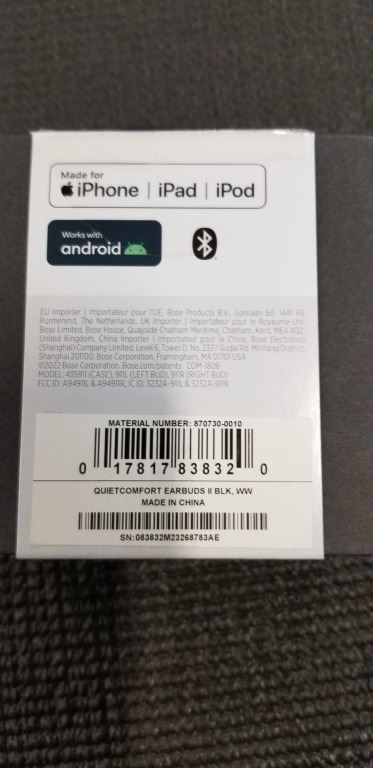 Made for
iPhone | iPad | iPod
Works with
android
EU Importer | Importateur pour l'UE, Bose Products B.V., Gorslaan 60, 1441 RG
Purmerend, The Netherlands. UK Importer | Importateur pour le Royaume-Uni,
Bose Limited, Bose House, Quayside Chatham Maritime, Chatham, Kent, ME4 4QZ,
United Kingdom. China Importer | Importateur pour la Chine, Bose Electronics
(Shanghai) Company Limited, Level 6, Tower D, No. 2337 Gudai Rd. Minhang District,
Shanghai 201100. Bose Corporation, Framingham, MA 01701 USA
©2022 Bose Corporation. Bose.com/patents COM-1806
MODEL: 435911 (CASE), 911L (LEFT BUD), 911R (RIGHT BUD)
FCC ID: A94911L & A94911R, IC ID: 3232A-911L & 3232A-911R
MATERIAL NUMBER: 870730-0010
0 17817 83832 0
QUIETCOMFORT EARBUDS II BLK, WW
MADE IN CHINA
SN:083832M23268783AE